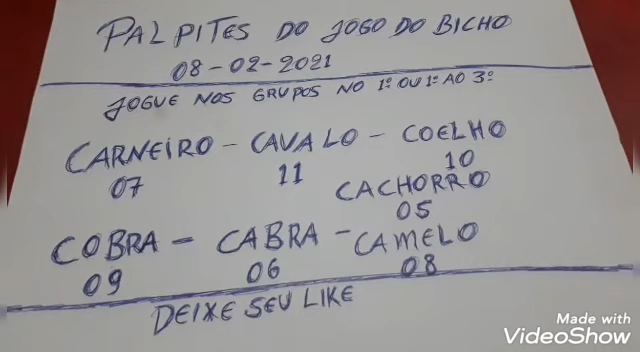 PALPITES DO JOGO DO BICHO
08-02-2021
JOGUE NOS GRUPOS NO 1º OU 1º AO 3º
CARNEIRO - CAVALO - COELHO
07 11 10
CACHORRO
05
COBRA - CABRA - CAMELO
09 06 08
DEIXE SEU LIKE
Made with
VideoShow